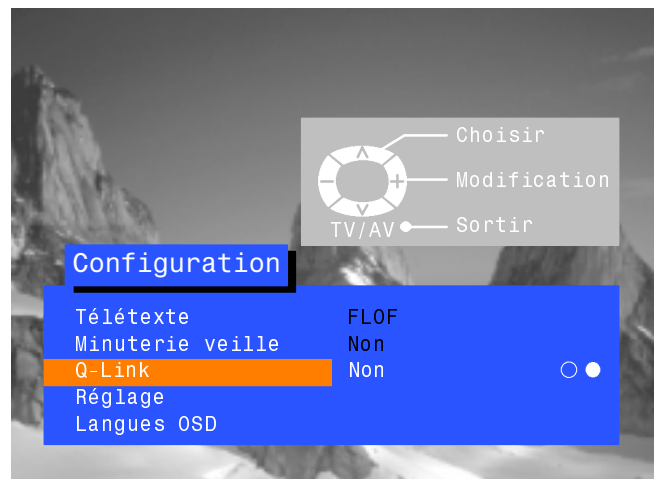 Choisir
Modification
TV/AV Sortir
Configuration
Télétexte FLOF
Minuterie veille Non
Q-Link Non
Réglage
Langues OSD